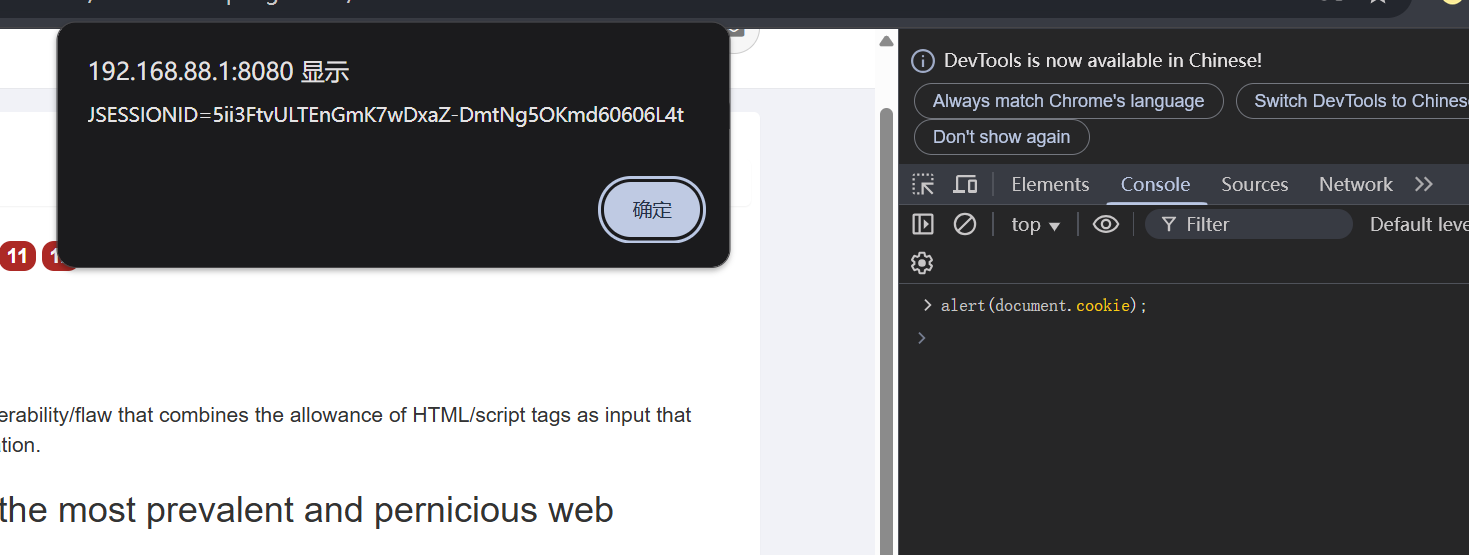 192.168.88.1:8080 显示
JSESSIONID=5ii3FtvULTEnGmK7wDxaZ-DmtNg5OKmd60606L4t
确定
11
erability/flaw that combines the allowance of HTML/script tags as input that
tion.
the most prevalent and pernicious web
DevTools is now available in Chinese!
Always match Chrome's language
Switch DevTools to Chines
Don't show again
Elements Console Sources Network
top Filter Default leve
alert(document.cookie);